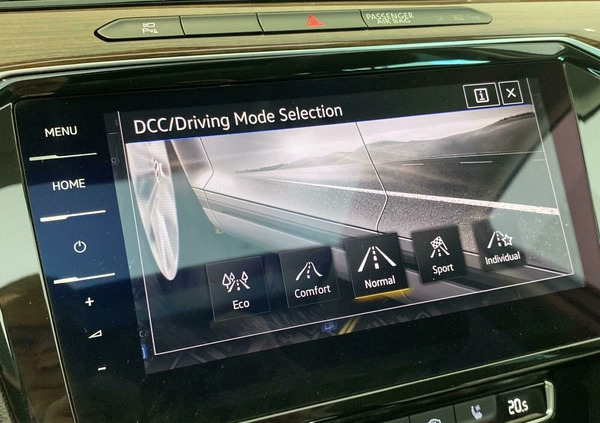 P
PASSENGER
AIR BAG
DCC/Driving Mode Selection
i
×
MENU
HOME
+
-
Eco
Comfort
Normal
Sport
Individual
20.5